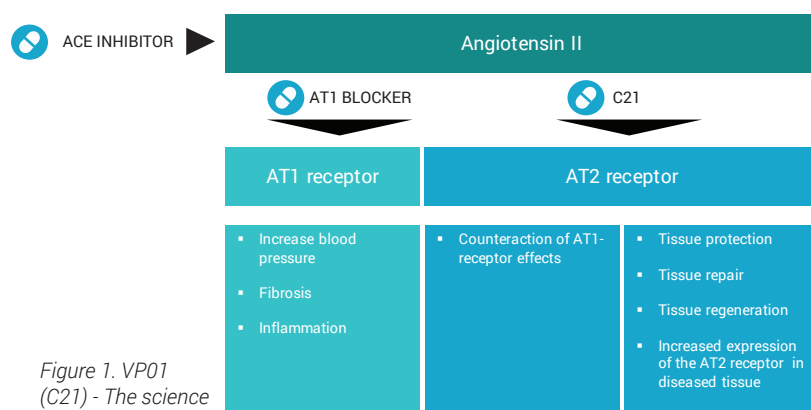 ACE INHIBITOR
Angiotensin II
AT1 BLOCKER
C21
AT1 receptor
AT2 receptor
▪ Increase blood
pressure
▪ Fibrosis
▪ Inflammation
▪ Counteraction of AT1-
receptor effects
▪ Tissue protection
▪ Tissue repair
▪ Tissue regeneration
▪ Increased expression
of the AT2 receptor in
diseased tissue
Figure 1. VP01
(C21) - The science